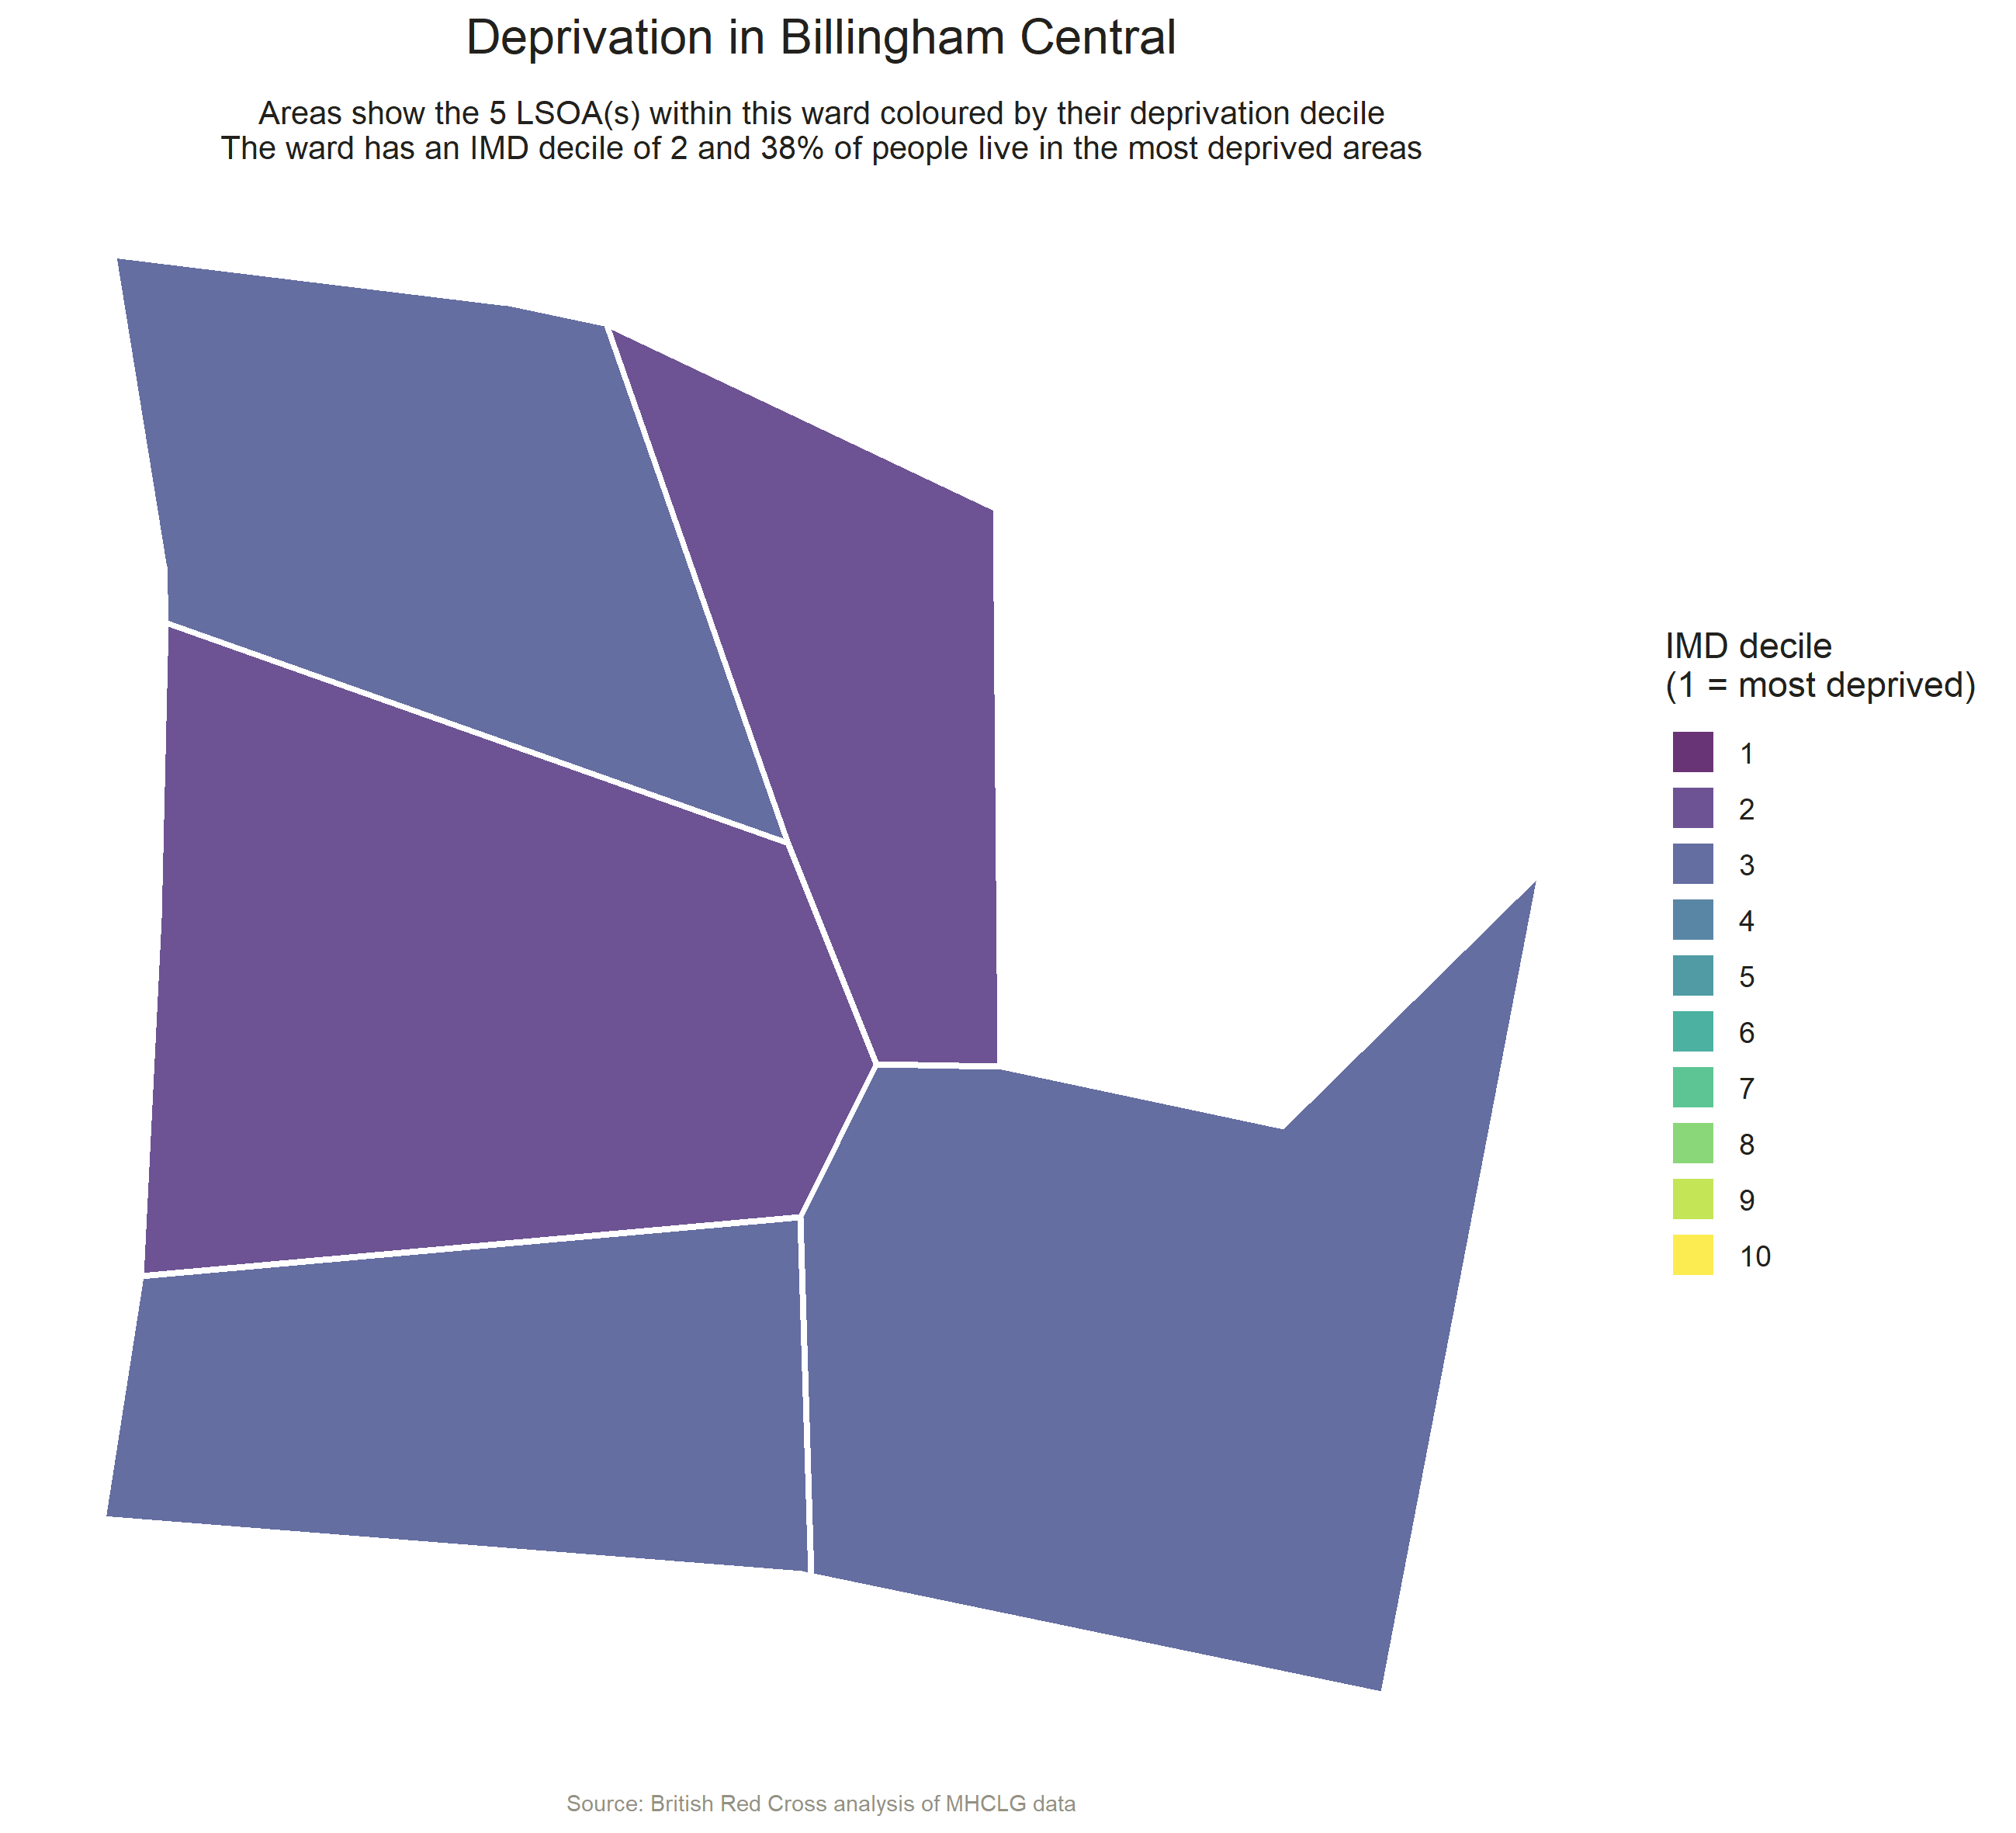 Deprivation in Billingham Central
Areas show the 5 LSOA(s) within this ward coloured by their deprivation decile
The ward has an IMD decile of 2 and 38% of people live in the most deprived areas
IMD decile
(1 = most deprived)
1
2
3
4
5
6
7
8
9
10
Source: British Red Cross analysis of MHCLG data